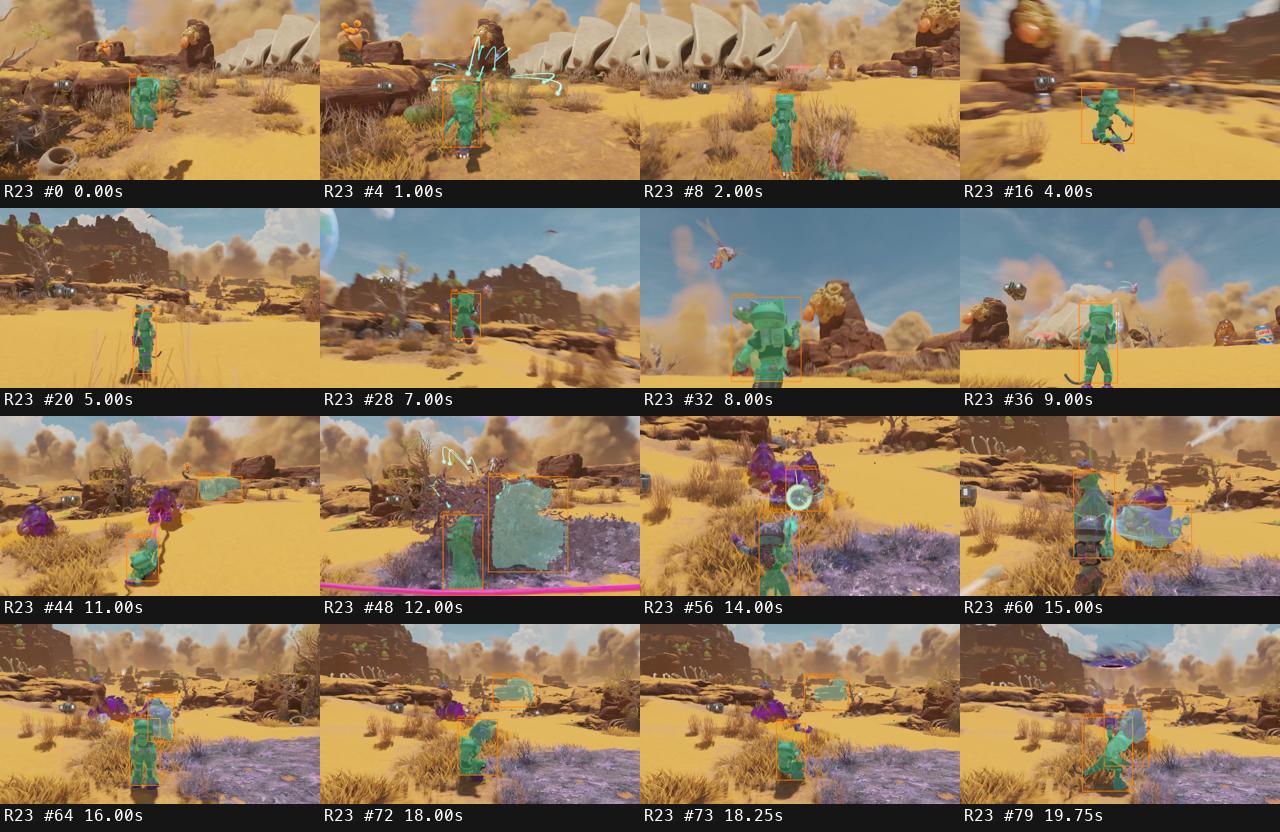 R23 #0 0.00s
R23 #4 1.00s
R23 #8 2.00s
R23 #16 4.00s
R23 #20 5.00s
R23 #28 7.00s
R23 #32 8.00s
R23 #36 9.00s
R23 #44 11.00s
R23 #48 12.00s
R23 #56 14.00s
R23 #60 15.00s
R23 #64 16.00s
R23 #72 18.00s
R23 #73 18.25s
R23 #79 19.75s